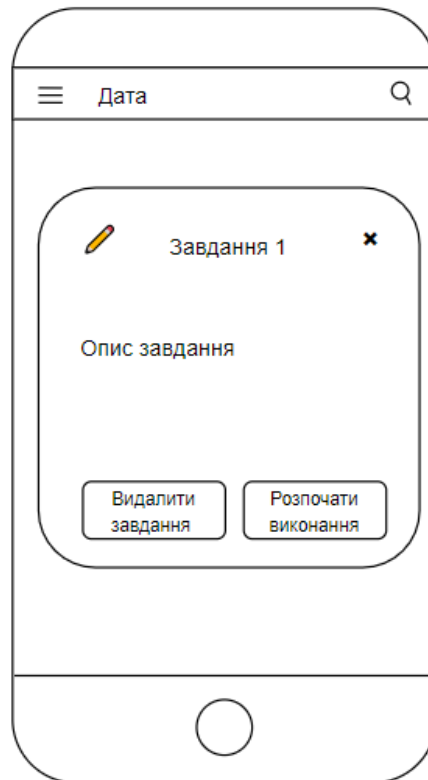 Дата
Завдання 1
Опис завдання
Видалити
завдання
Розпочати
виконання